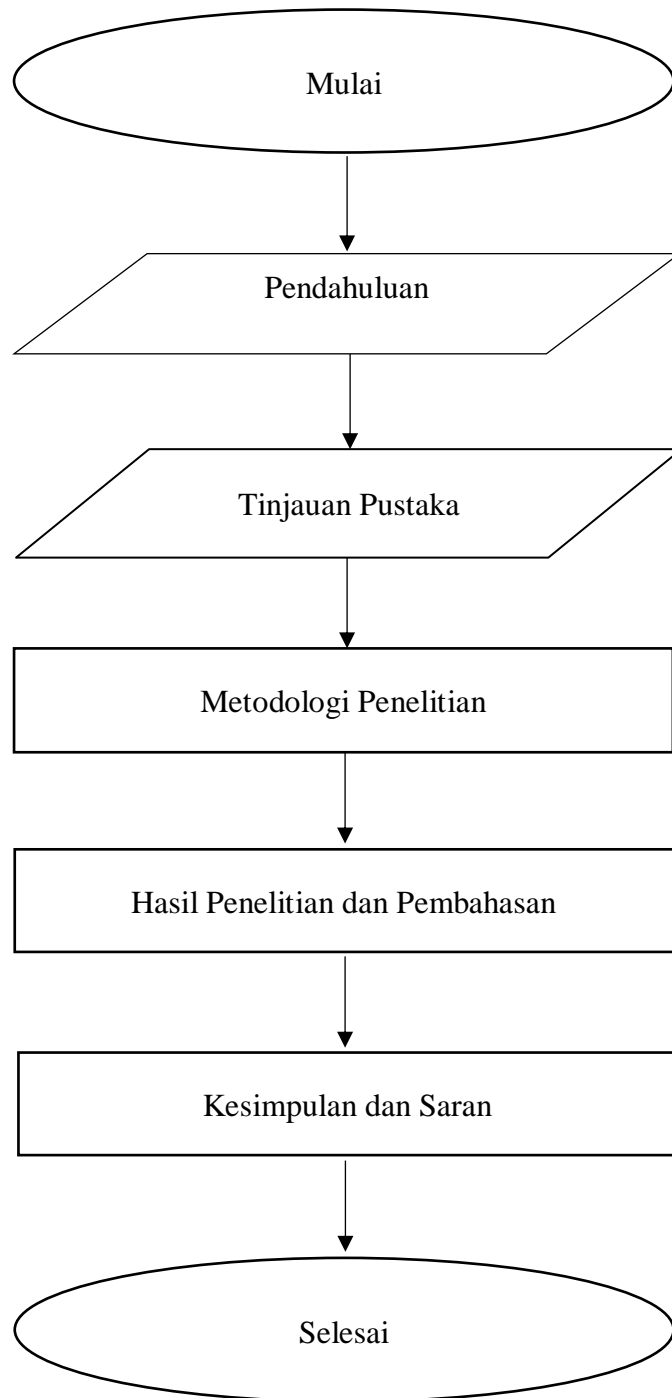 Mulai
Pendahuluan
Tinjauan Pustaka
Metodologi Penelitian
Hasil Penelitian dan Pembahasan
Kesimpulan dan Saran
Selesai